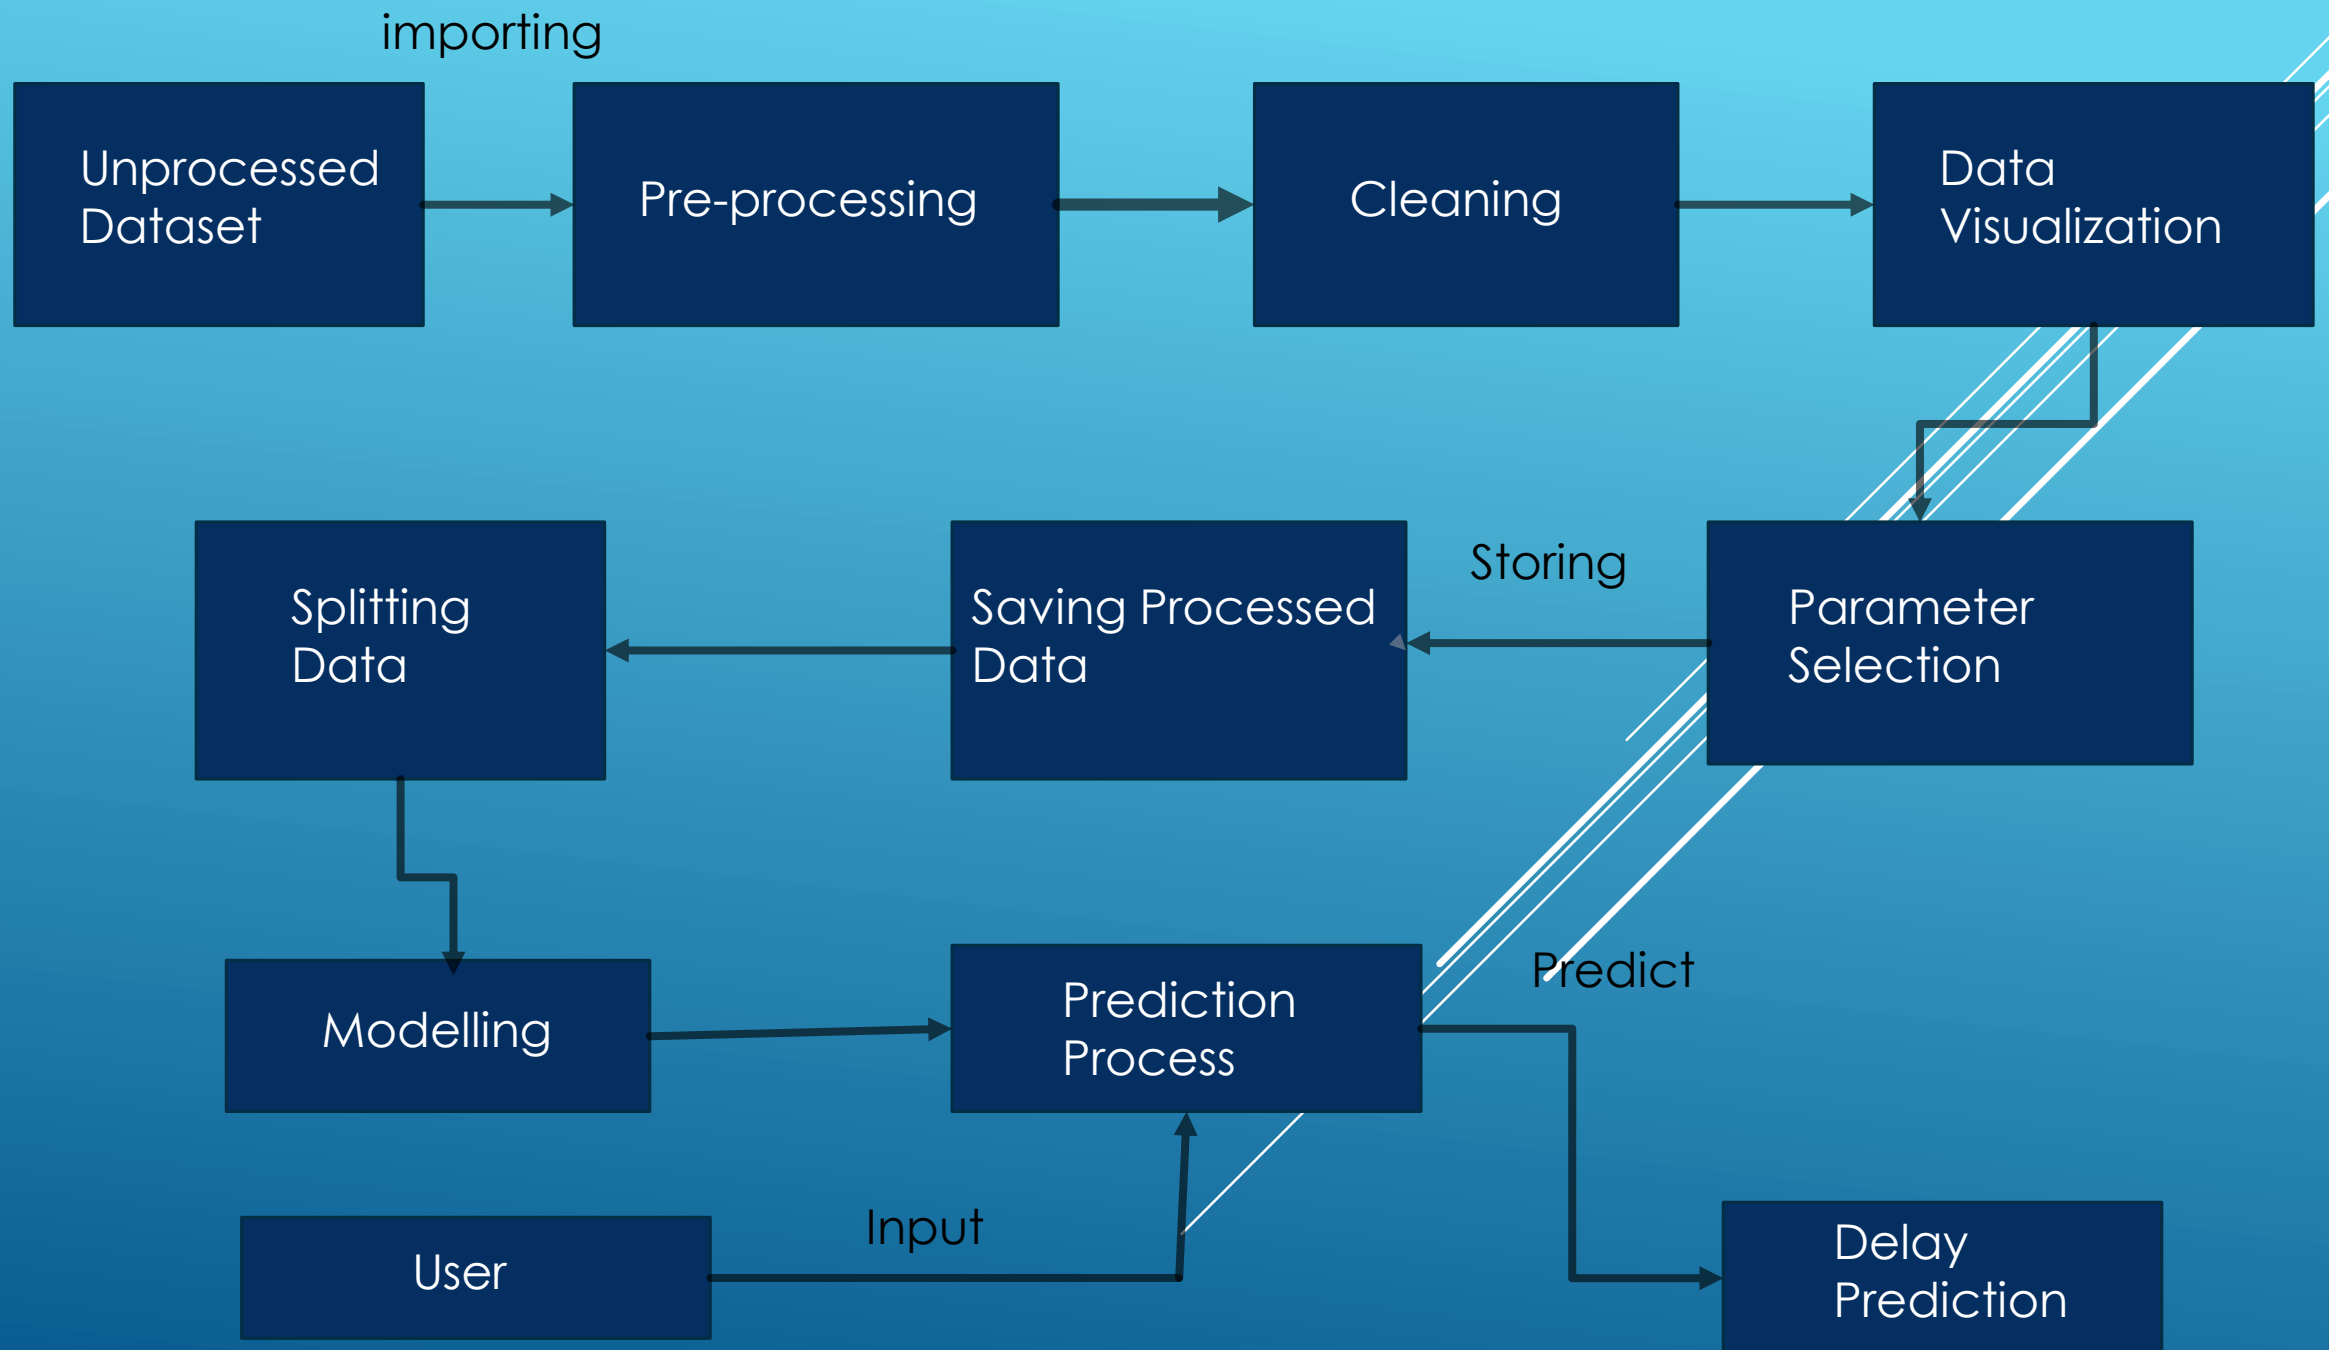 importing
Unprocessed
Dataset
Pre-processing
Cleaning
Data
Visualization
Splitting
Data
Saving Processed
Data
Storing
Parameter
Selection
Modelling
Prediction
Process
Predict
User
Input
Delay
Prediction